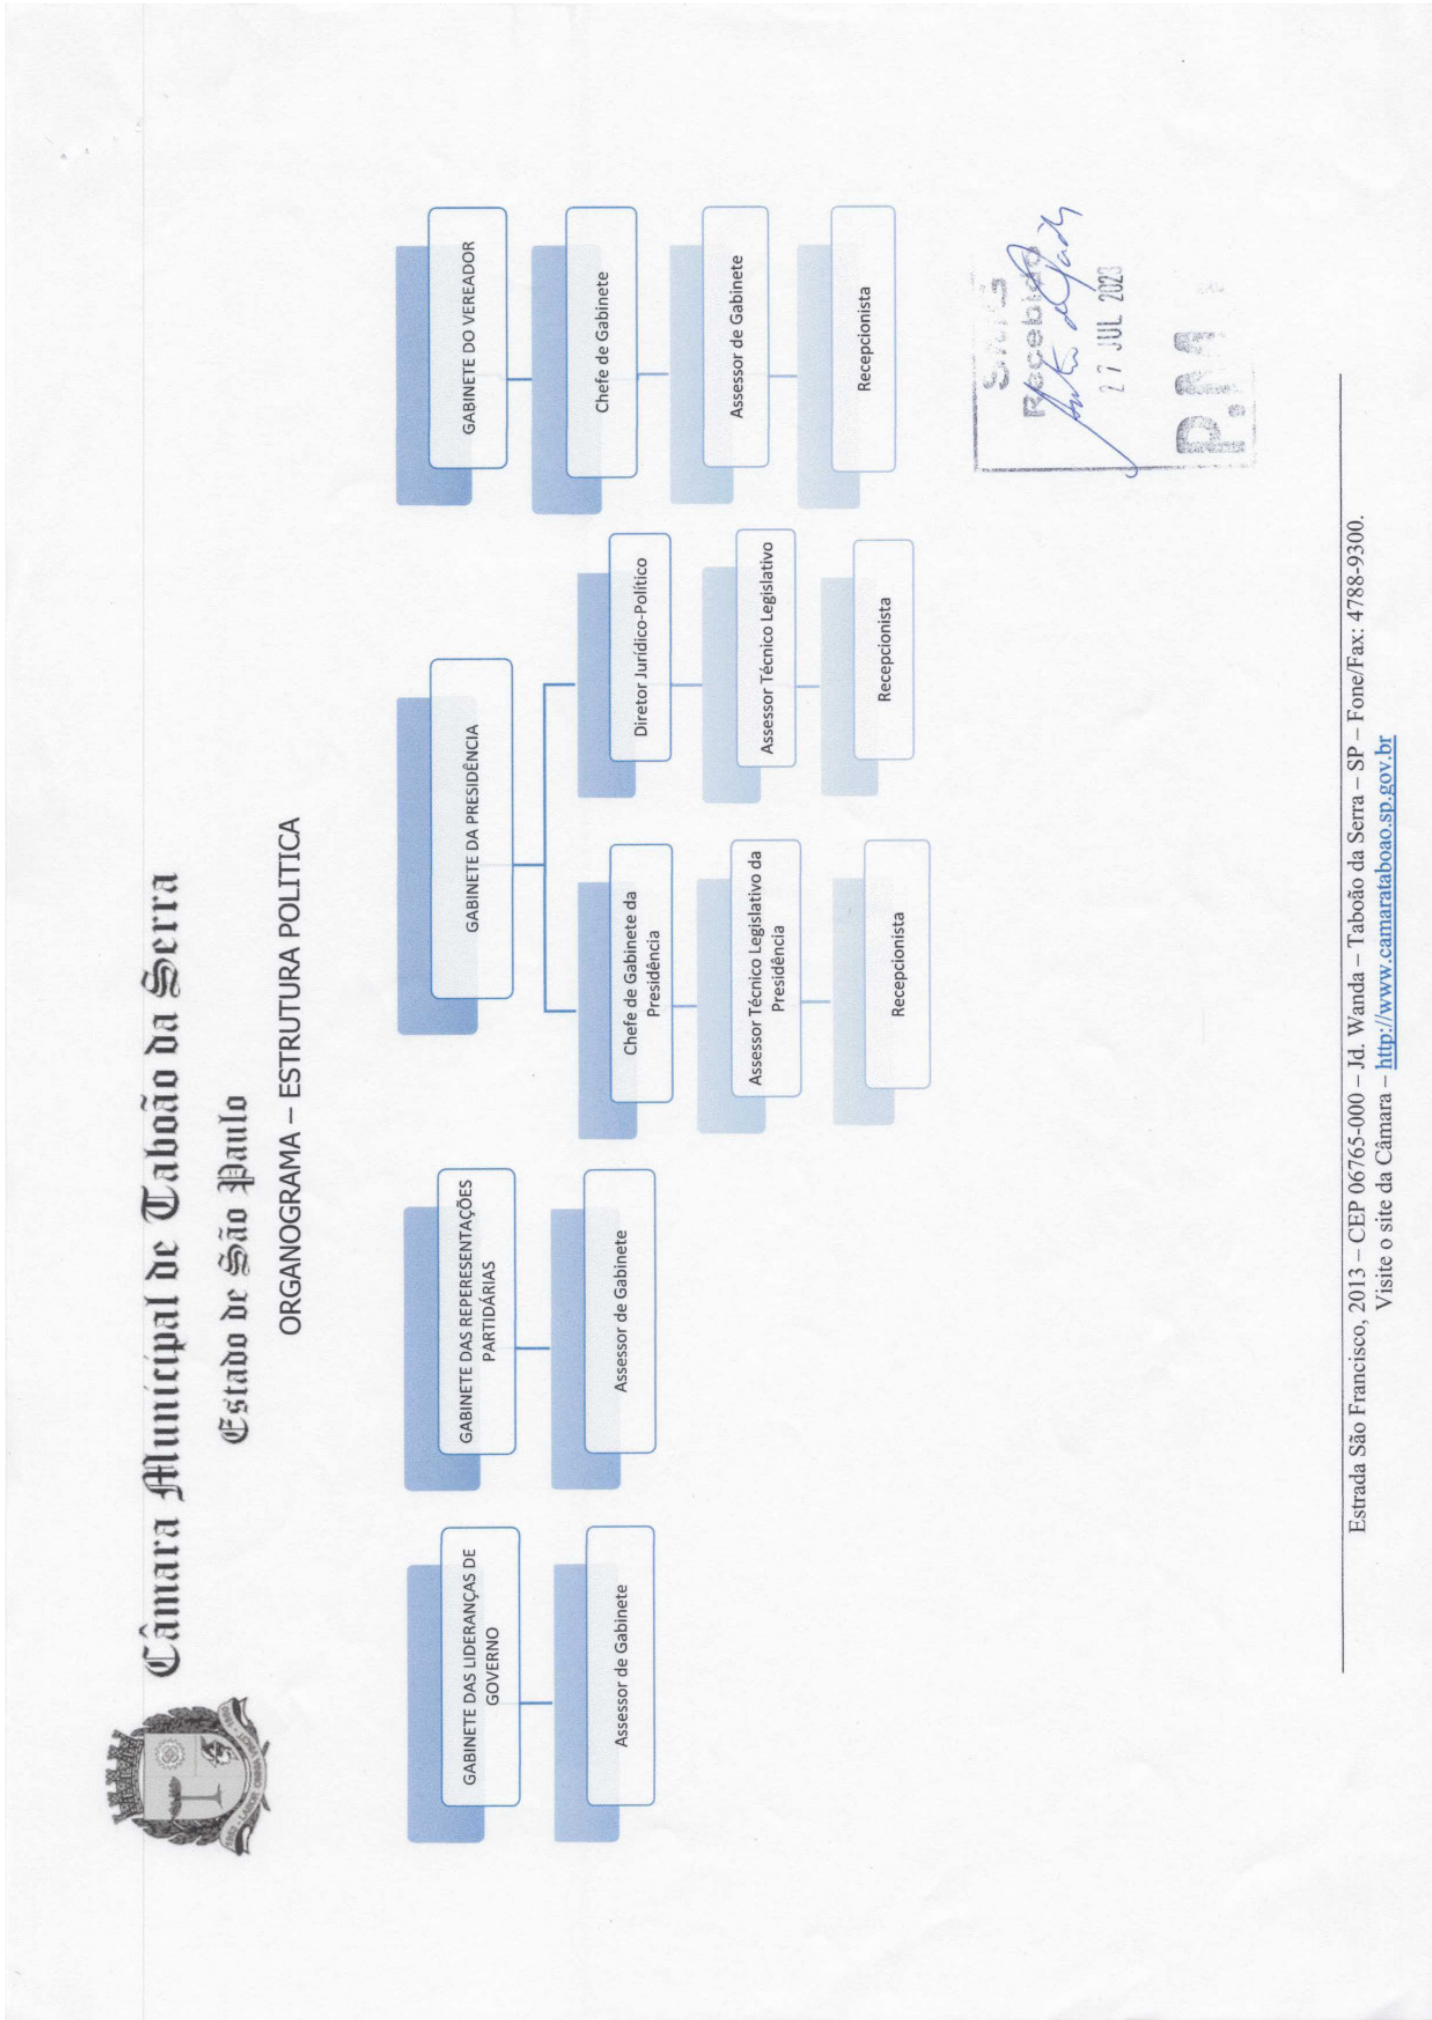 Câmara Municipal de Taboão da Serra
Estado de São Paulo
ORGANOGRAMA – ESTRUTURA POLITICA
GABINETE DAS LIDERANÇAS DE
GOVERNO
Assessor de Gabinete
GABINETE DAS REPERESENTAÇÕES
PARTIDÁRIAS
Assessor de Gabinete
GABINETE DA PRESIDÊNCIA
Chefe de Gabinete da
Presidência
Assessor Técnico Legislativo da
Presidência
Recepcionista
Diretor Jurídico-Político
Assessor Técnico Legislativo
Recepcionista
GABINETE DO VEREADOR
Chefe de Gabinete
Assessor de Gabinete
Recepcionista
Recebido
27 JUL 2023
P.M
Estrada São Francisco, 2013 – CEP 06765-000 – Jd. Wanda – Taboão da Serra – SP – Fone/Fax: 4788-9300.
Visite o site da Câmara – http://www.camarataboao.sp.gov.br